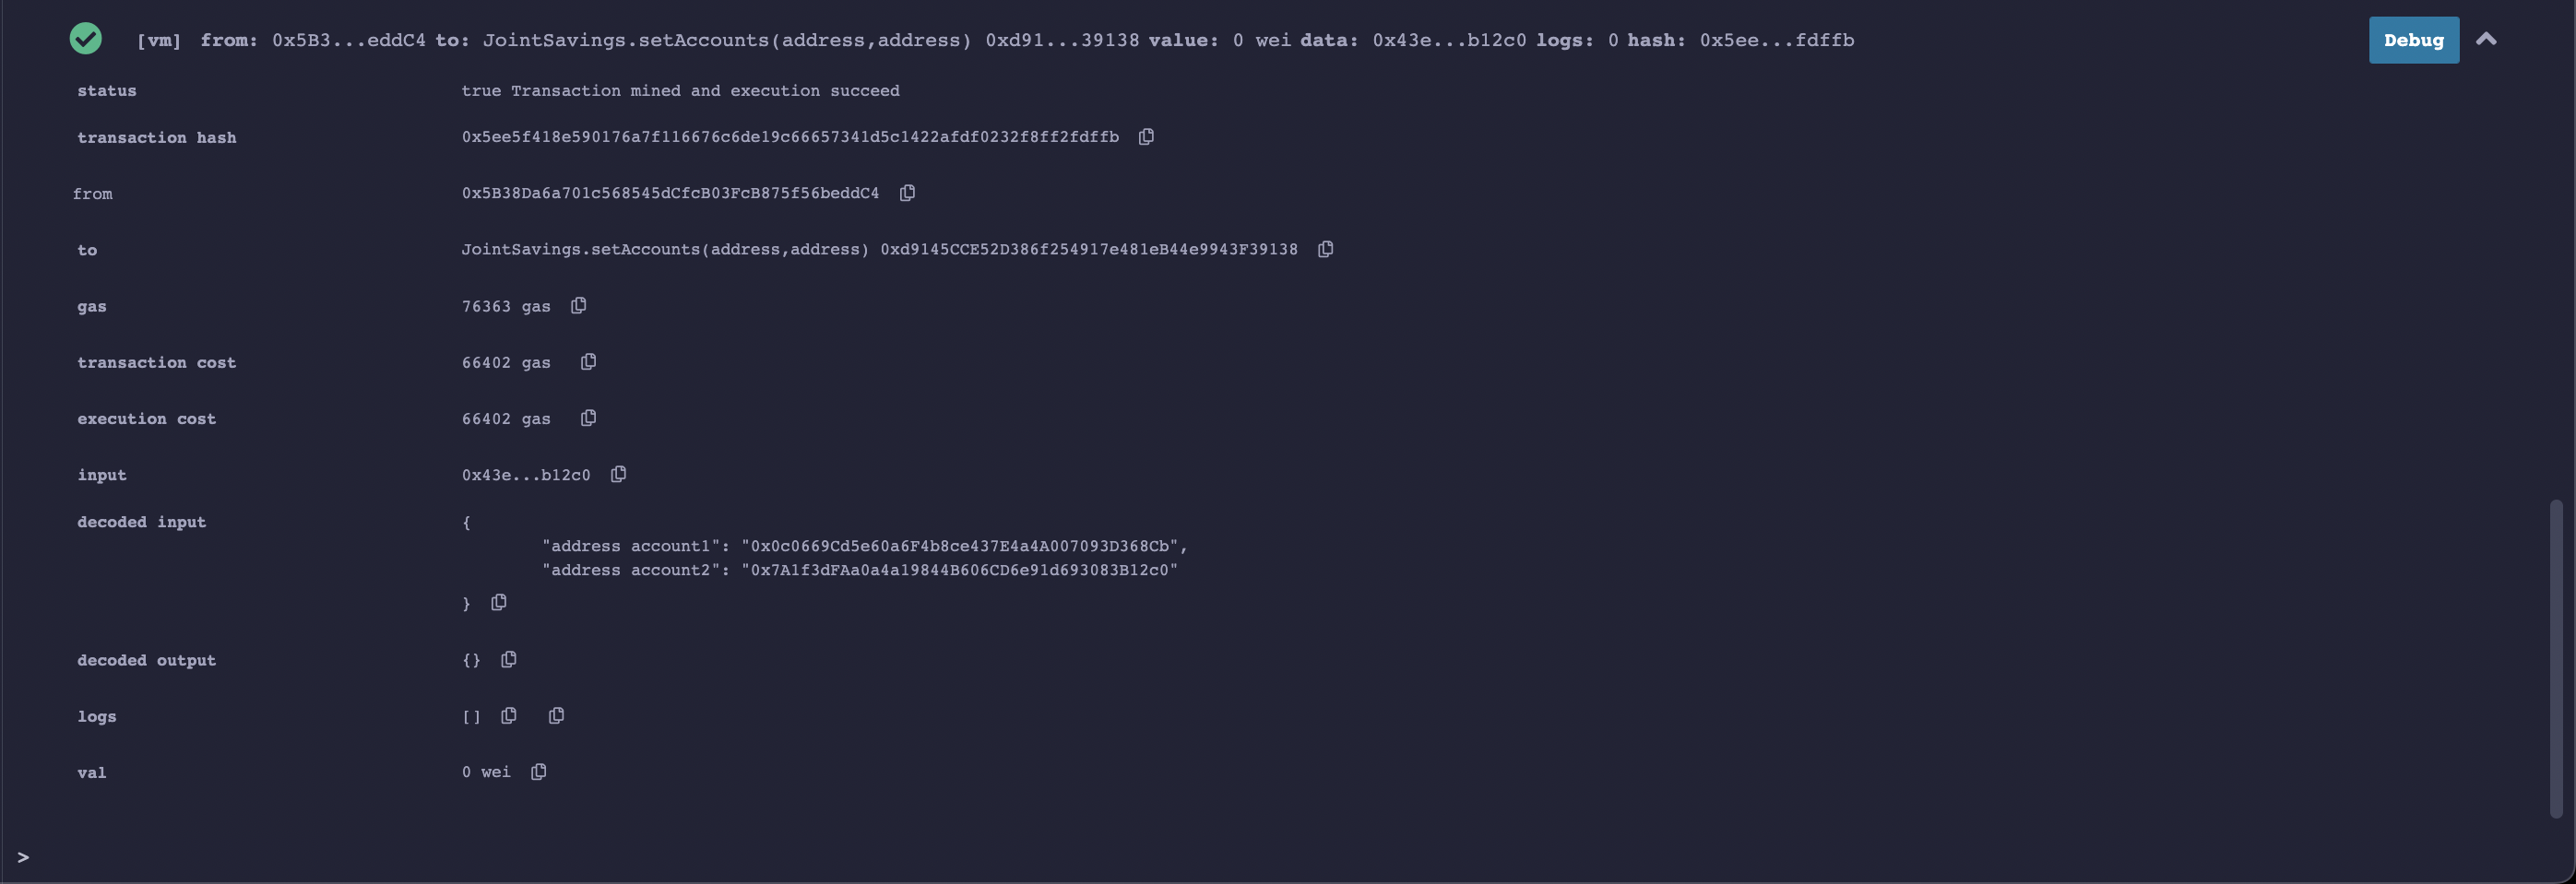 [vm] from: 0x5B3...eddC4 to: JointSavings.setAccounts(address,address) 0xd91...39138 value: 0 wei data: 0x43e...b12c0 logs: 0 hash: 0x5ee...fdffb Debug
status true Transaction mined and execution succeed
transaction hash 0x5ee5f418e590176a7f116676c6de19c66657341d5c1422afdf0232f8ff2fdffb
from 0x5B38Da6a701c568545dCfcB03FcB875f56beddC4
to JointSavings.setAccounts(address,address) 0xd9145CCE52D386f254917e481eB44e9943F39138
gas 76363 gas
transaction cost 66402 gas
execution cost 66402 gas
input 0x43e...b12c0
decoded input {
"address account1": "0x0c0669Cd5e60a6F4b8ce437E4a4A007093D368Cb",
"address account2": "0x7A1f3dFAa0a4a19844B606CD6e91d693083B12c0"
}
decoded output {}
logs []
val 0 wei
>